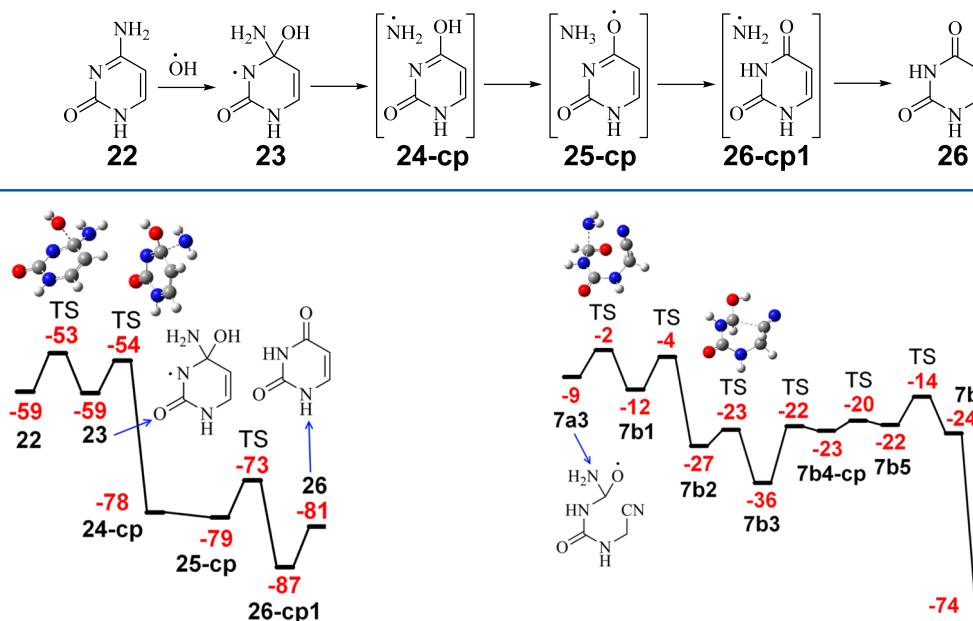 NH₂
H₂N OH
•NH₂ OH
NH₃ O•
•NH₂ O
O
N
•OH
•N
N
N
HN
HN
O N H
O N H
O N H
O N H
O N H
O N H
22 23 24-cp 25-cp 26-cp1 26
TS TS TS
-53 -54 -2 -4
H₂N OH O
N• HN
O N H
O N H
-59 -59
22 23
TS
-73
26
-81
-78
24-cp
-79
25-cp
-87
26-cp1
TS
-9
7a3
-12
7b1
H₂N O•
HN CN
O N H
-27
7b2
TS
-23
-36
7b3
TS
-22
-23
7b4-cp
TS
-20
-22
7b5
TS
-14
-24
-74